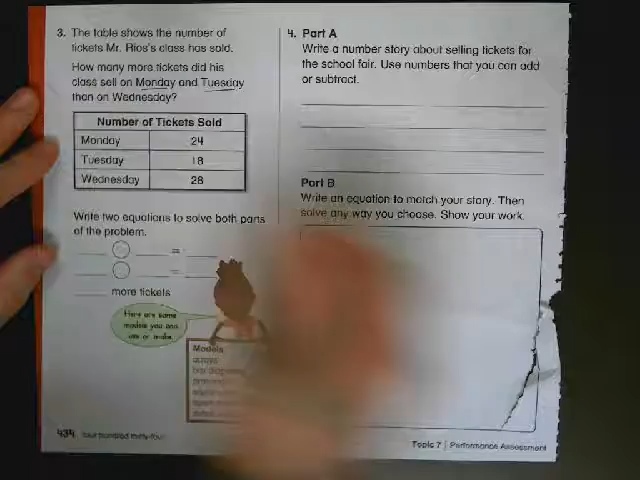 3. The table shows the number of
tickets Mr. Rios's class has sold.
How many more tickets did his
class sell on Monday and Tuesday
than on Wednesday?
Number of Tickets Sold
Monday 24
Tuesday 18
Wednesday 28
Write two equations to solve both parts
of the problem.
=
=
more tickets
Here are some
models you can
use or make.
Models
434 four hundred thirty-four
4. Part A
Write a number story about selling tickets for
the school fair. Use numbers that you can add
or subtract.
Part B
Write an equation to match your story. Then
solve any way you choose. Show your work.
Topic 7 | Performance Assessment